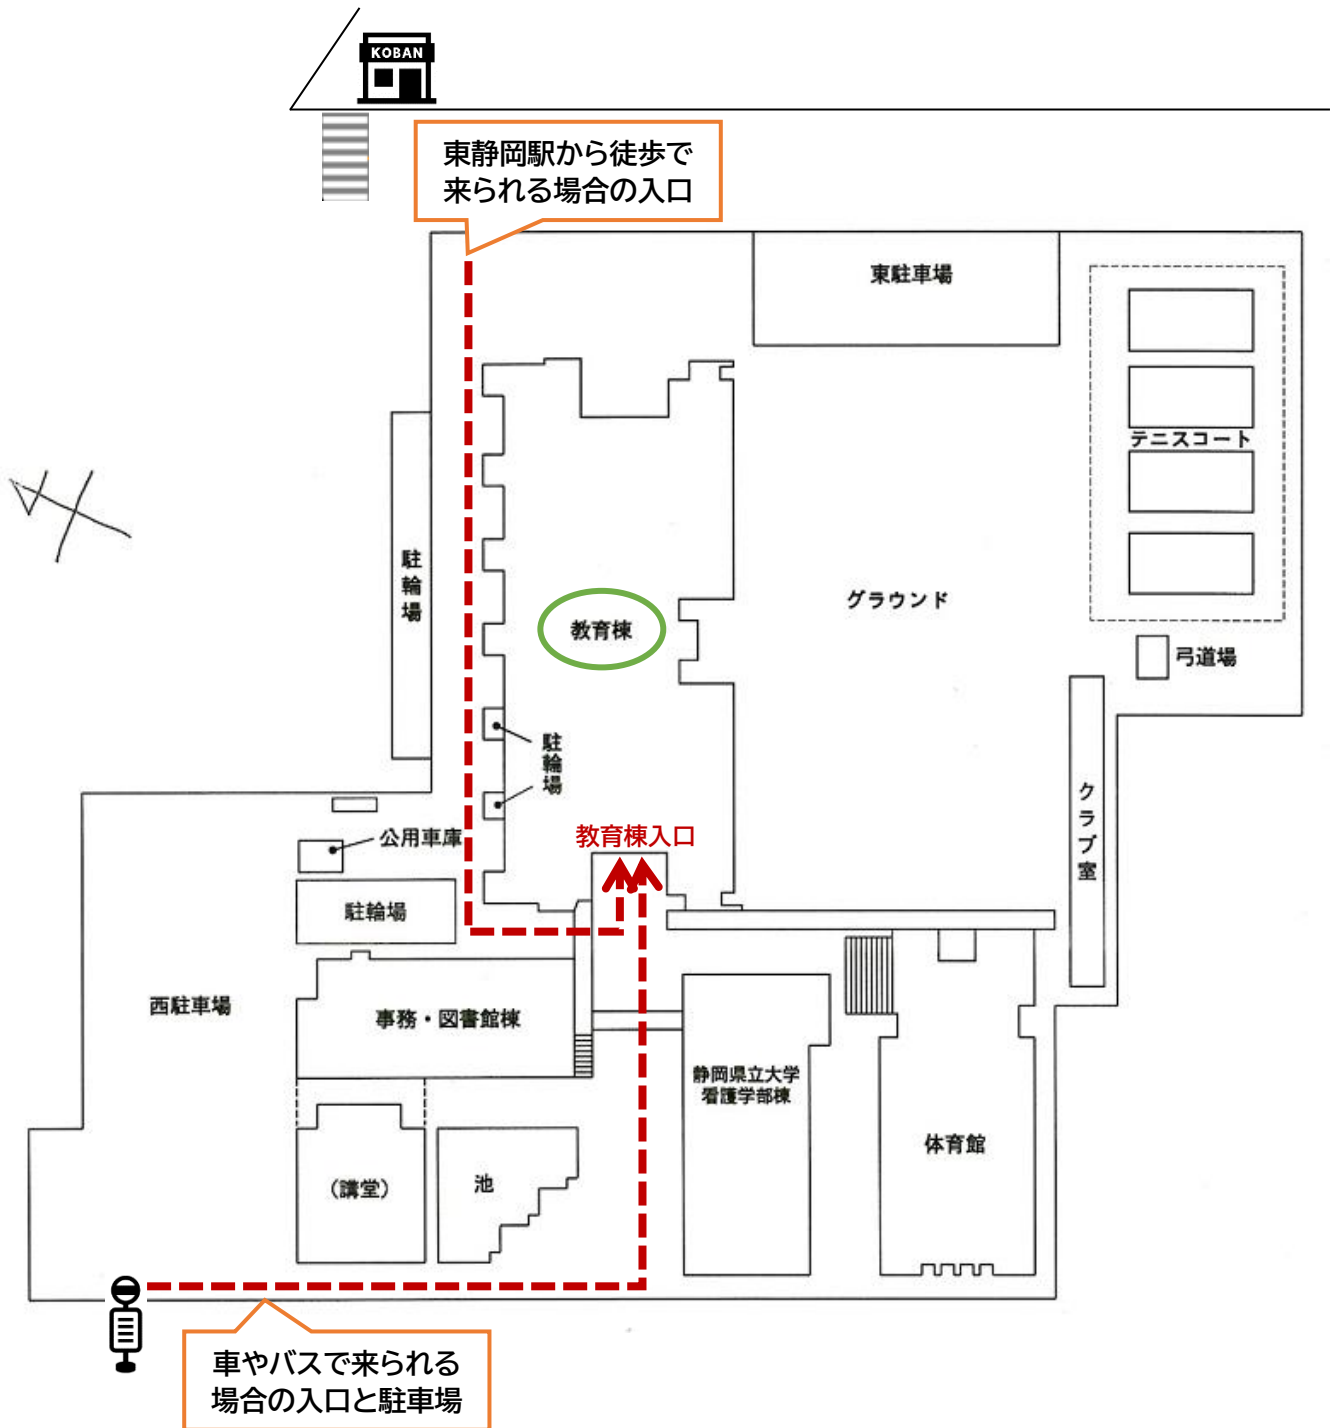 KOBAN
東静岡駅から徒歩で
来られる場合の入口
東駐車場
テニスコート
駐輪場
グラウンド
教育棟
弓道場
駐輪場
クラブ室
公用車庫
教育棟入口
駐輪場
西駐車場
事務・図書館棟
静岡県立大学
看護学部棟
体育館
(講堂)
池
車やバスで来られる
場合の入口と駐車場